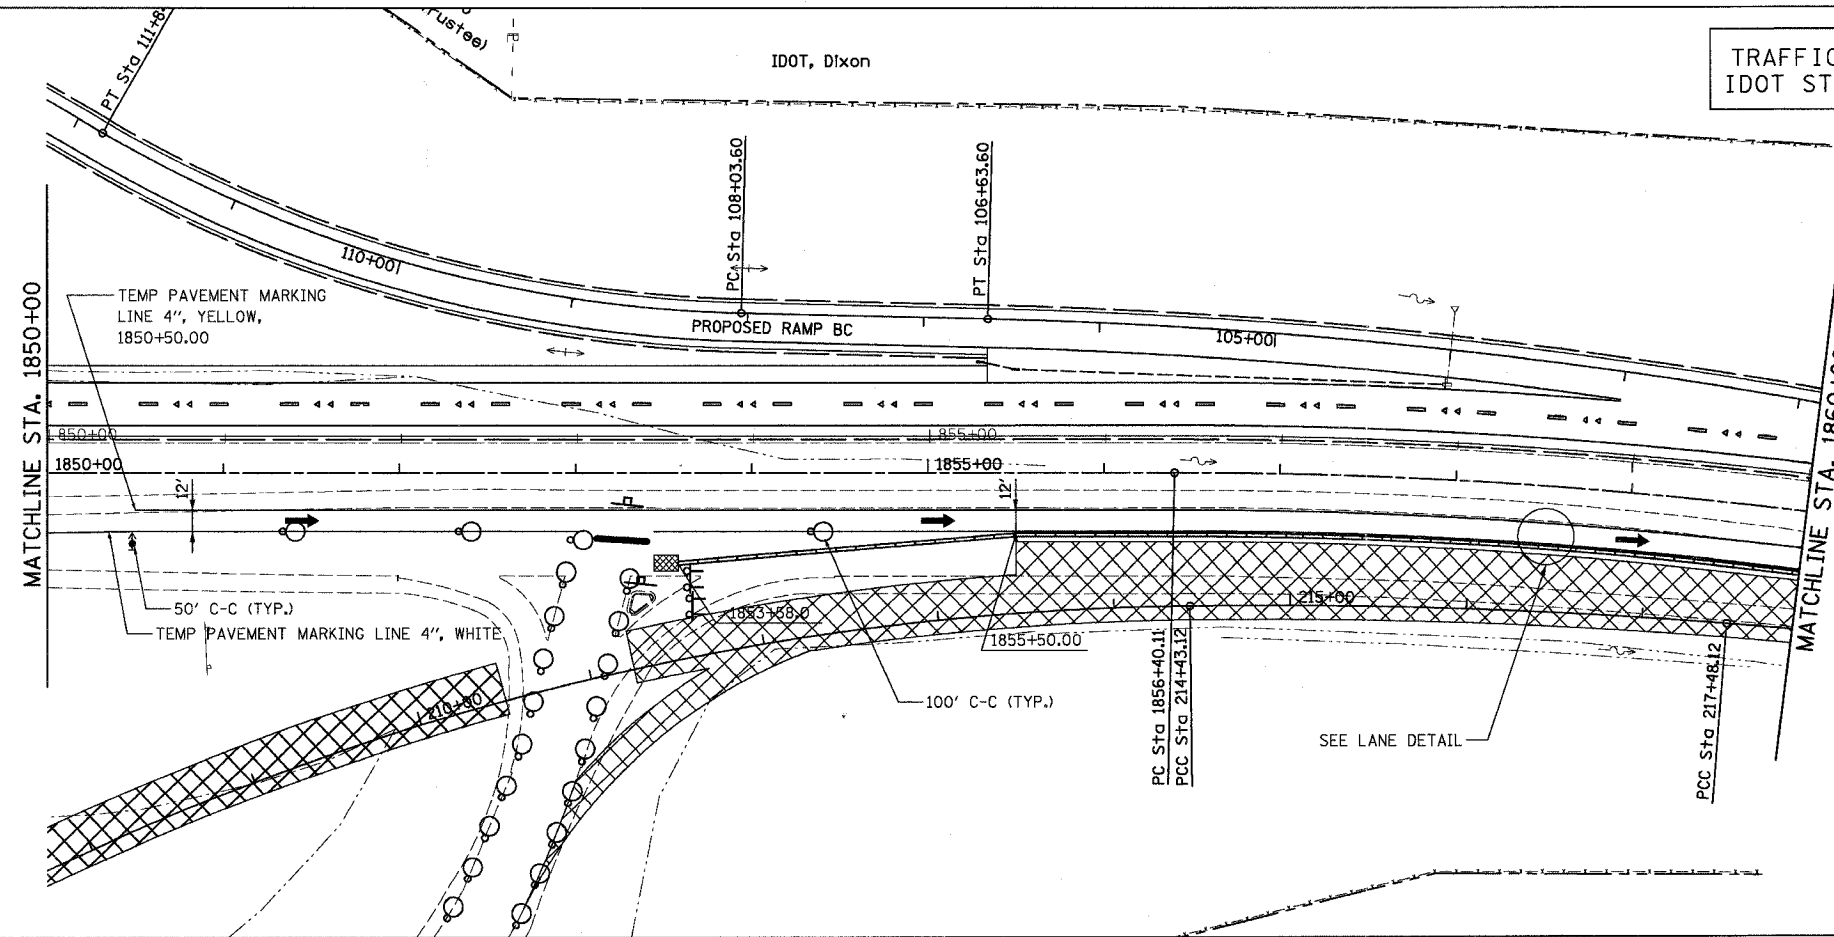 PT Sta 111+8
rustee)
IDOT, Dixon
TRAFFIC
IDOT ST
PC Sta 108+03.60
PT Sta 106+63.60
110+00
PROPOSED RAMP BC
105+00
TEMP PAVEMENT MARKING
LINE 4", YELLOW,
1850+50.00
MATCHLINE STA. 1850+00
850+00
855+00
1850+00
1855+00
12'
12'
50' C-C (TYP.)
TEMP PAVEMENT MARKING LINE 4", WHITE
1853+58.0
1855+50.00
215+00
210+00
100' C-C (TYP.)
PC Sta 1856+40.11
PCC Sta 214+43.12
SEE LANE DETAIL
PCC Sta 217+48.12
MATCHLINE STA.